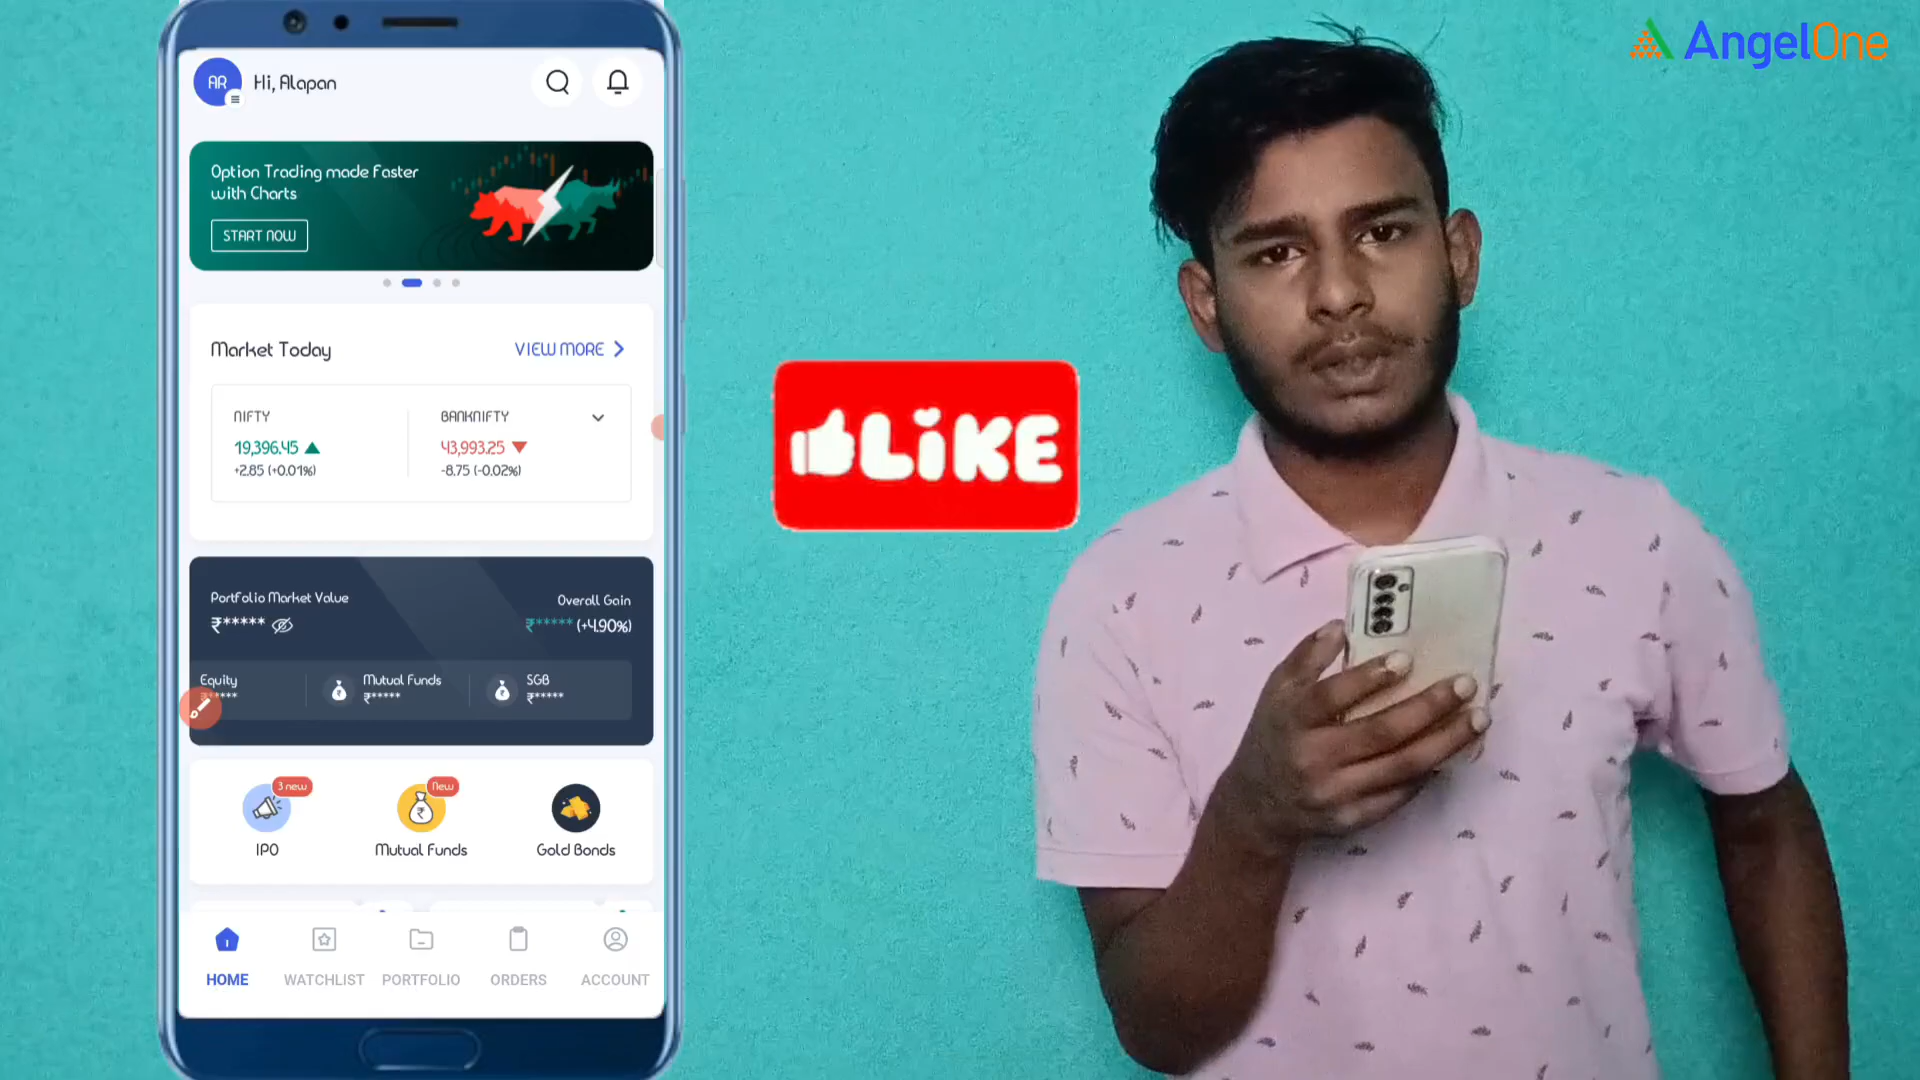 AR
Hi, Alapan
AngelOne
Option Trading made Faster
with Charts
START NOW
Market Today
VIEW MORE
NIFTY
19,396.45
+2.85 (+0.01%)
BANKNIFTY
43,993.25
-8.75 (-0.02%)
LIKE
Portfolio Market Value
₹*****
Overall Gain
₹***** (+4.90%)
Equity
₹*****
Mutual Funds
₹*****
SGB
₹*****
3 new
IPO
New
Mutual Funds
Gold Bonds
HOME
WATCHLIST
PORTFOLIO
ORDERS
ACCOUNT